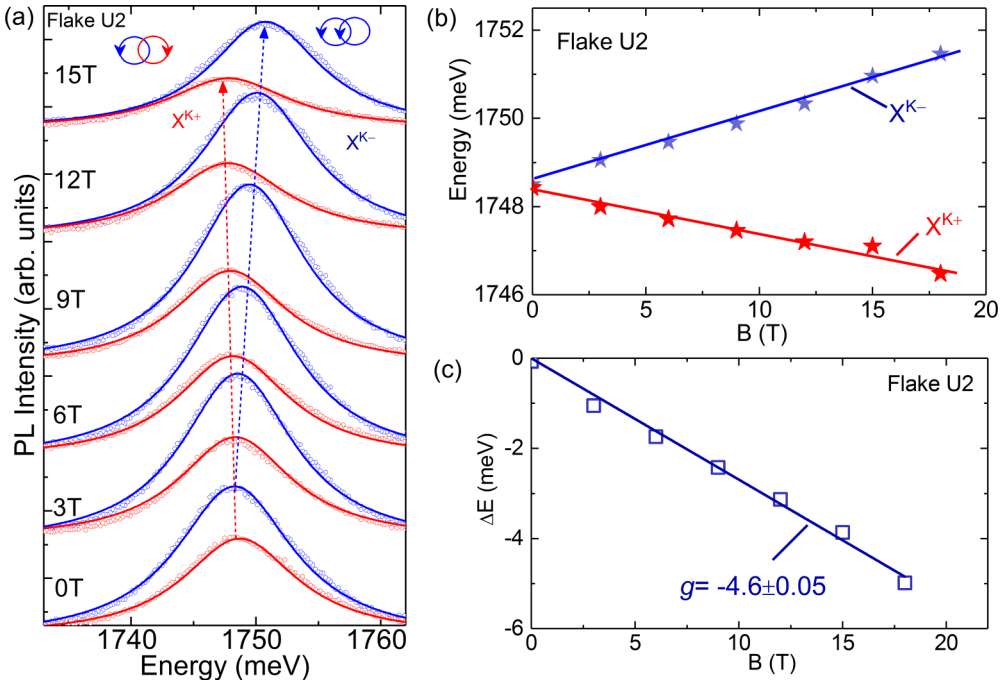 (a)
Flake U2
15T
X^K+
X^K−
12T
9T
6T
3T
0T
PL Intensity (arb. units)
1740
1750
1760
Energy (meV)
(b)
Flake U2
1752
1750
1748
1746
Energy (meV)
X^K−
X^K+
0
5
10
15
20
B (T)
(c)
Flake U2
0
-2
-4
-6
ΔE (meV)
g= -4.6±0.05
0
5
10
15
20
B (T)